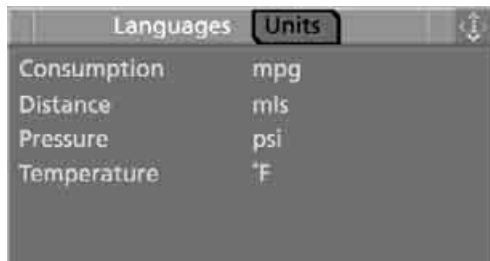 Languages Units
Consumption mpg
Distance mls
Pressure psi
Temperature °F